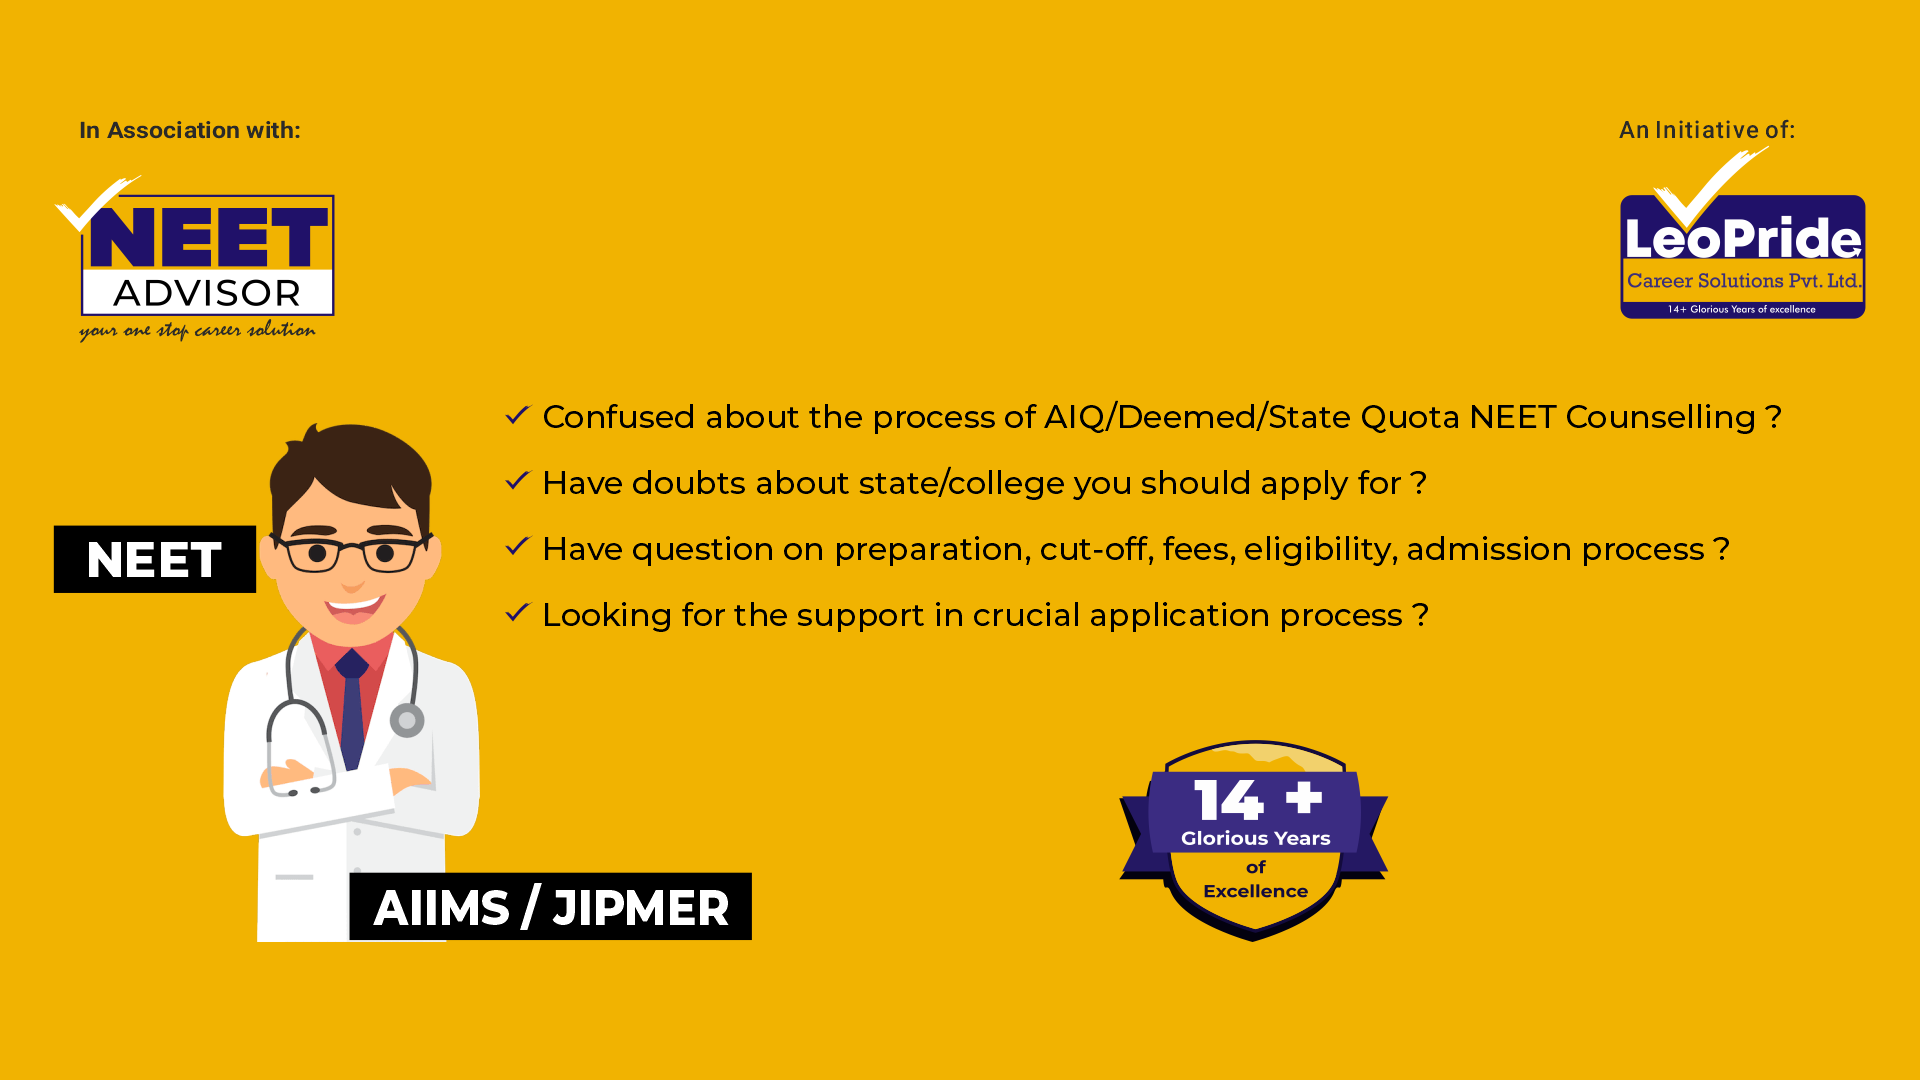 In Association with:
An Initiative of:
NEET
ADVISOR
your one stop career solution
LeoPride
Career Solutions Pvt. Ltd.
14+ Glorious Years of excellence
Confused about the process of AIQ/Deemed/State Quota NEET Counselling ?
Have doubts about state/college you should apply for ?
Have question on preparation, cut-off, fees, eligibility, admission process ?
Looking for the support in crucial application process ?
NEET
AIIMS / JIPMER
14 +
Glorious Years
of
Excellence